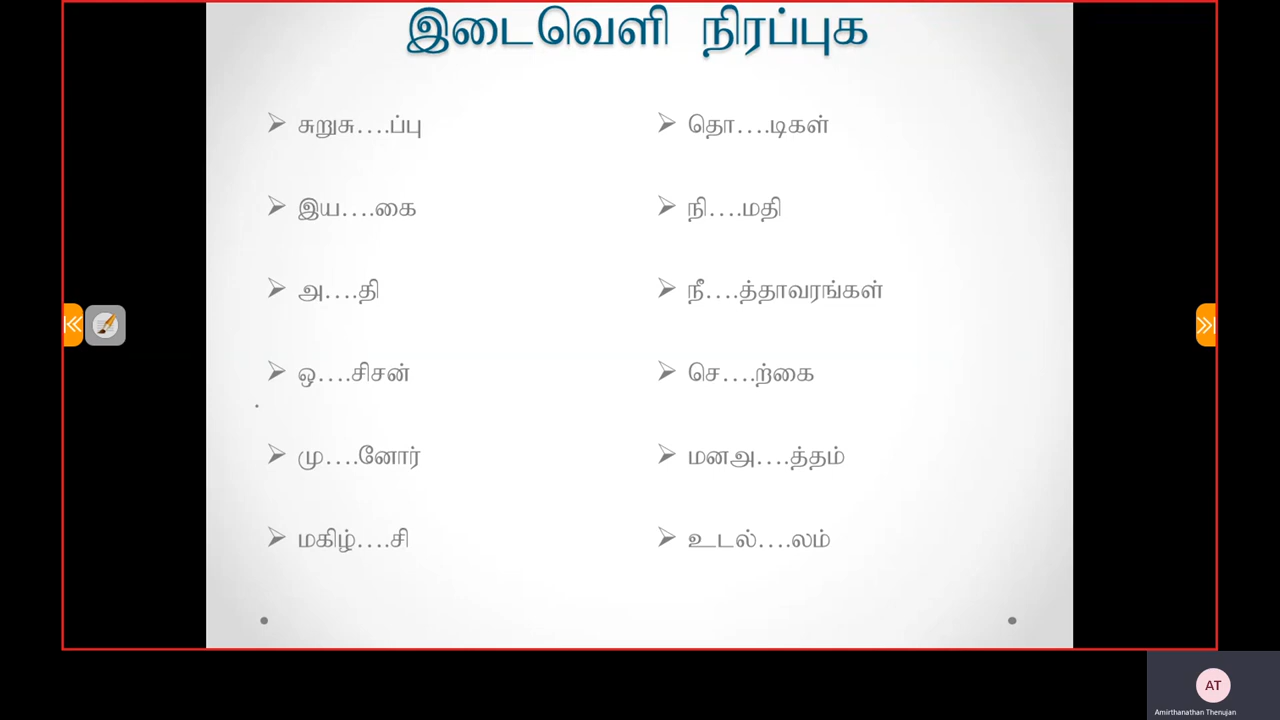 இடைவெளி நிரப்புக
சுறுசு....ப்பு
இய....கை
அ....தி
ஒ....சிசன்
மு....னோர்
மகிழ்....சி
தொ....டிகள்
நி....மதி
நீ....த்தாவரங்கள்
செ....ற்கை
மனஅ....த்தம்
உடல்....லம்
AT
Amirthanathan Thenujan